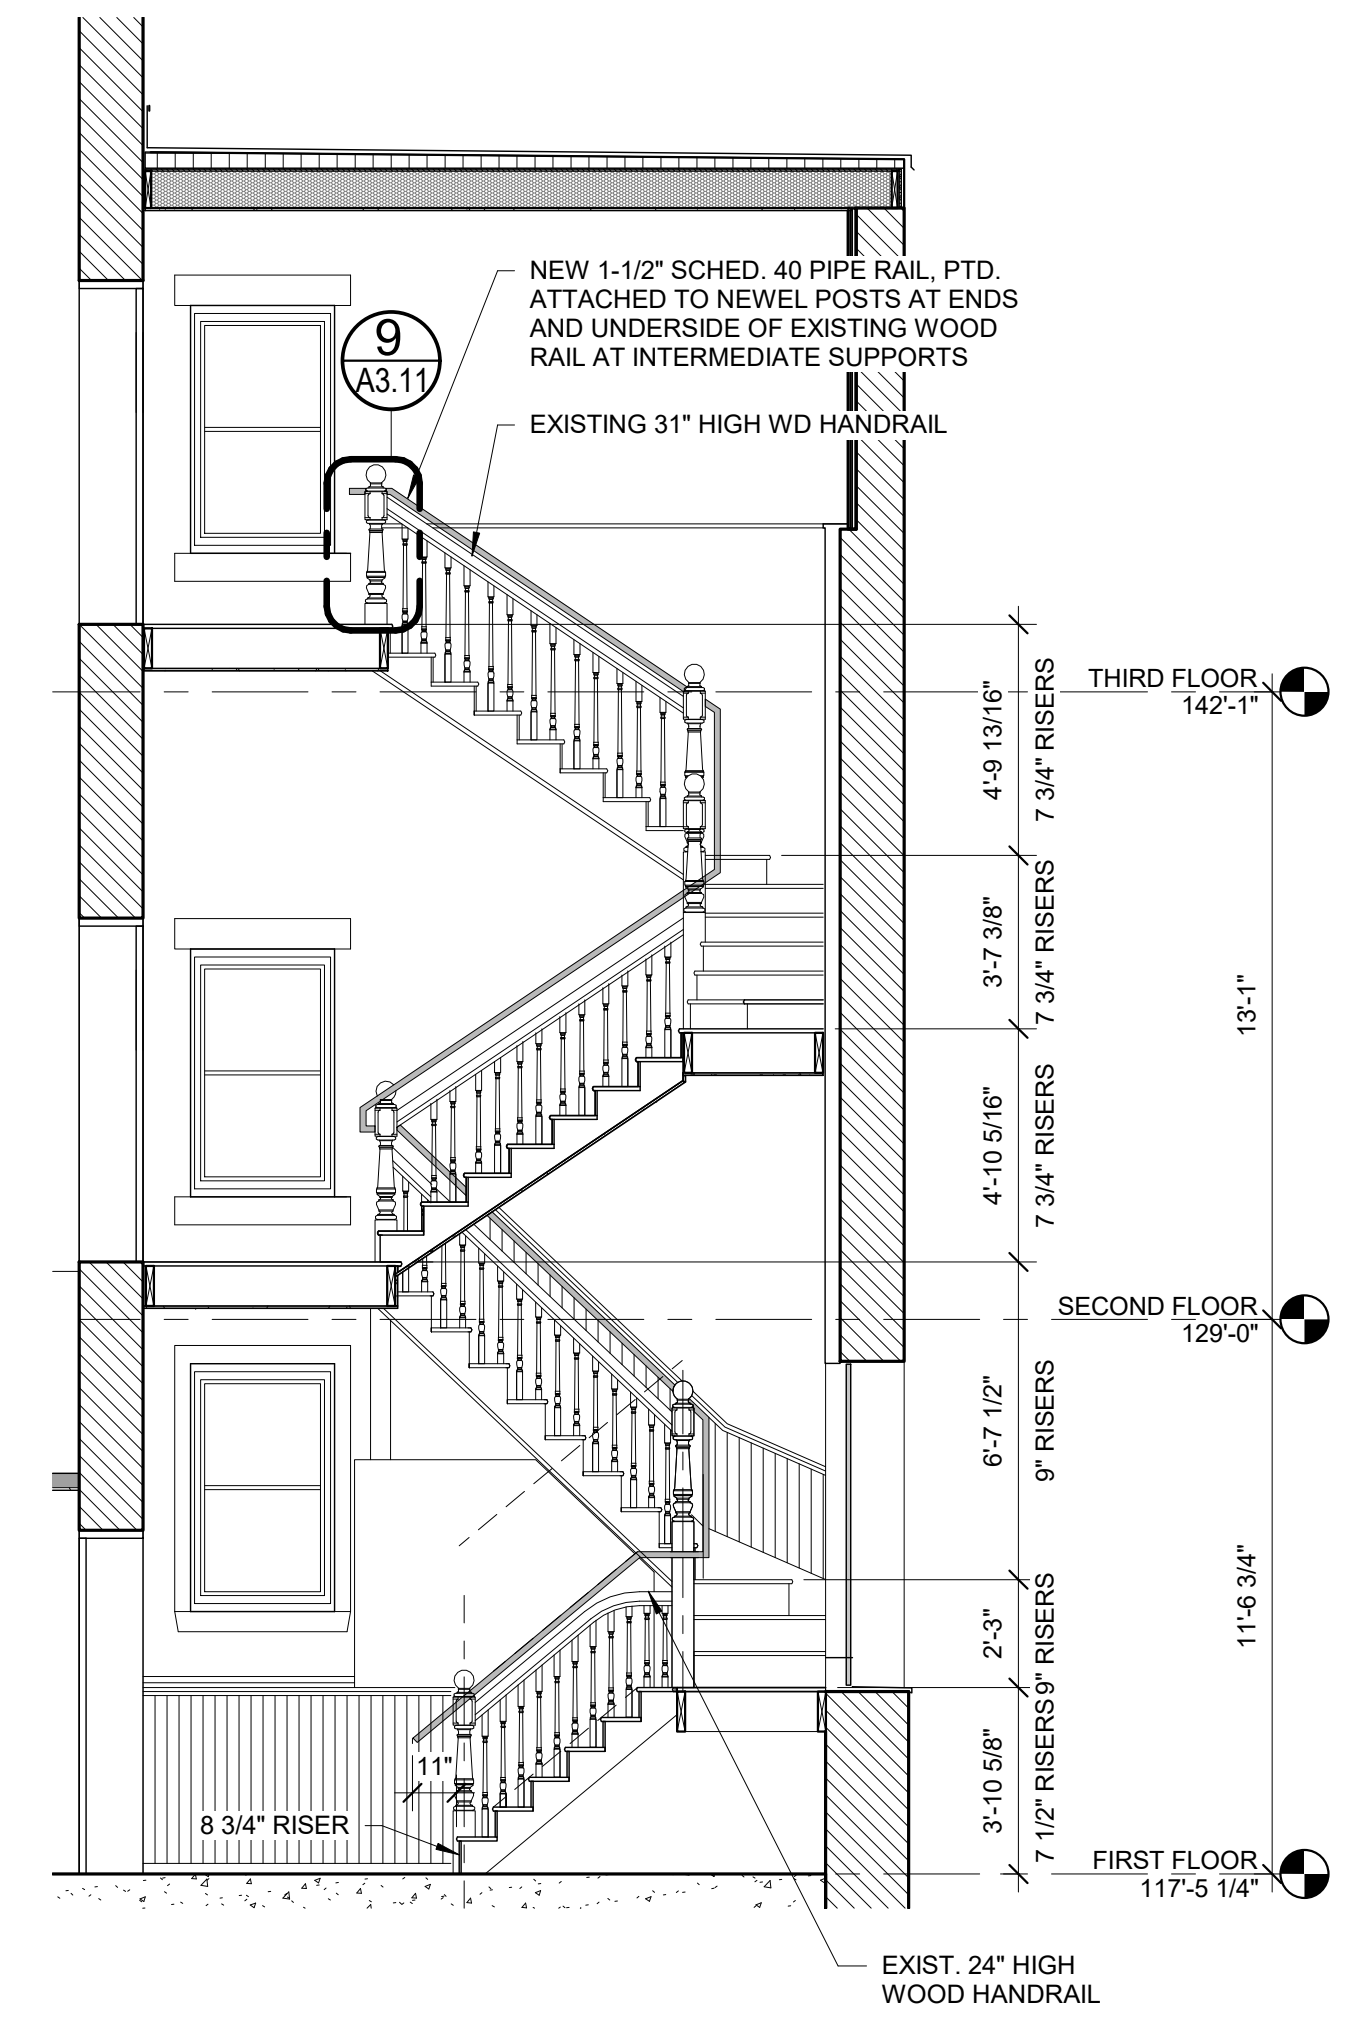 NEW 1-1/2" SCHED. 40 PIPE RAIL, PTD.
ATTACHED TO NEWEL POSTS AT ENDS
AND UNDERSIDE OF EXISTING WOOD
RAIL AT INTERMEDIATE SUPPORTS
9
A3.11
EXISTING 31" HIGH WD HANDRAIL
THIRD FLOOR
142'-1"
4'-9 13/16"
7 3/4" RISERS
3'-7 3/8"
7 3/4" RISERS
13'-1"
4'-10 5/16"
7 3/4" RISERS
SECOND FLOOR
129'-0"
6'-7 1/2"
9" RISERS
11'-6 3/4"
2'-3"
9" RISERS
3'-10 5/8"
7 1/2" RISERS
11"
8 3/4" RISER
FIRST FLOOR
117'-5 1/4"
EXIST. 24" HIGH
WOOD HANDRAIL